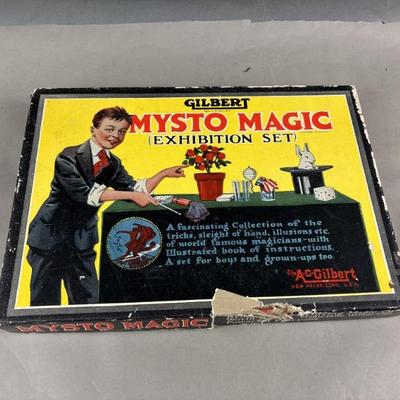 GILBERT
MYSTO MAGIC
(EXHIBITION SET)
A fascinating Collection of the
tricks, sleight of hand, illusions etc.
of world famous magicians-with
Illustrated book of instructions.
A set for boys and grown-ups too.
The A·C·Gilbert
NEW HAVEN, CONN. U.S.A.
MYSTO MAGIC